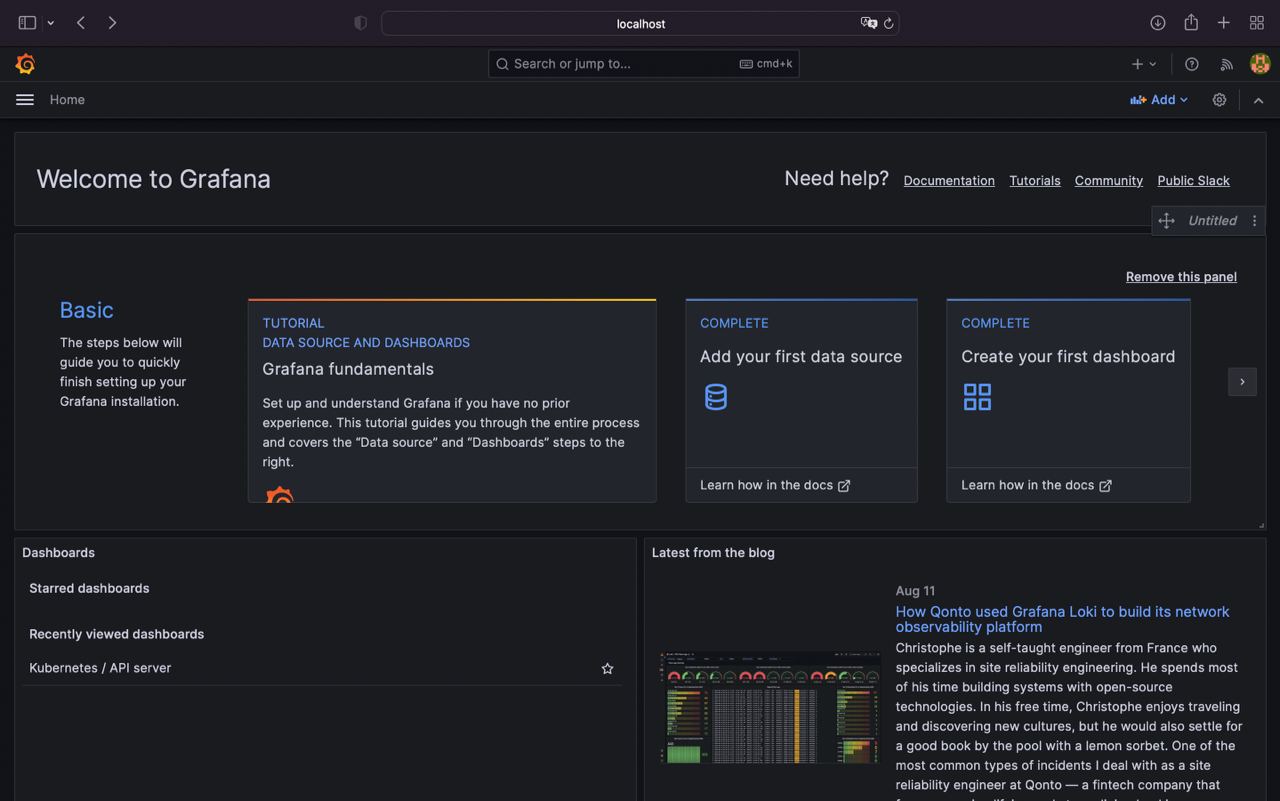 localhost
Search or jump to...
cmd+k
Home
Add
Welcome to Grafana
Need help?
Documentation
Tutorials
Community
Public Slack
Untitled
Remove this panel
Basic
The steps below will
guide you to quickly
finish setting up your
Grafana installation.
TUTORIAL
DATA SOURCE AND DASHBOARDS
Grafana fundamentals
Set up and understand Grafana if you have no prior
experience. This tutorial guides you through the entire process
and covers the “Data source” and “Dashboards” steps to the
right.
COMPLETE
Add your first data source
Learn how in the docs
COMPLETE
Create your first dashboard
Learn how in the docs
Dashboards
Starred dashboards
Recently viewed dashboards
Kubernetes / API server
Latest from the blog
Aug 11
How Qonto used Grafana Loki to build its network
observability platform
Christophe is a self-taught engineer from France who
specializes in site reliability engineering. He spends most
of his time building systems with open-source
technologies. In his free time, Christophe enjoys traveling
and discovering new cultures, but he would also settle for
a good book by the pool with a lemon sorbet. One of the
most common types of incidents I deal with as a site
reliability engineer at Qonto — a fintech company that